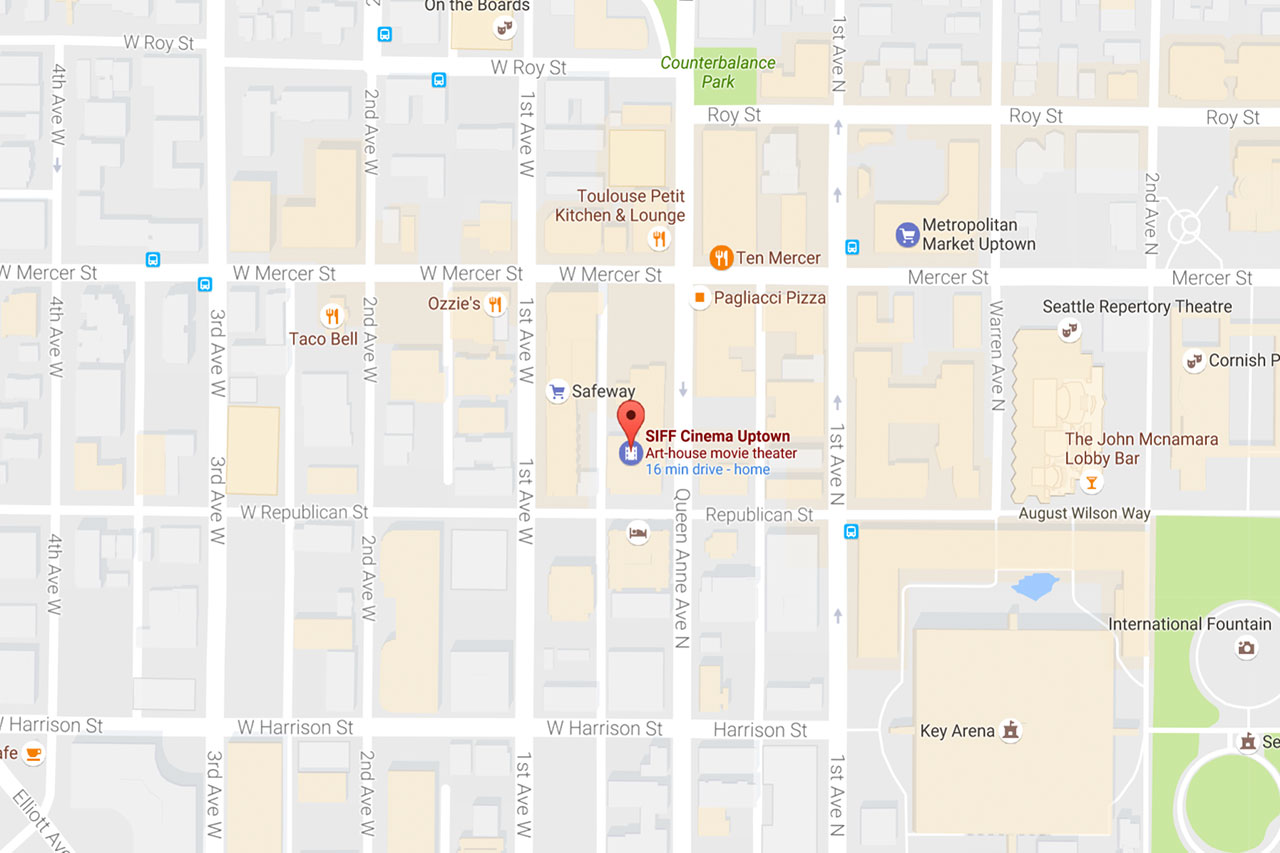 On the Boards
W Roy St
W Roy St
Counterbalance
Park
1st Ave N
4th Ave W
2nd Ave W
1st Ave W
Roy St
Roy St
Roy St
Toulouse Petit
Kitchen & Lounge
2nd Ave N
Metropolitan
Market Uptown
Ten Mercer
W Mercer St
W Mercer St
W Mercer St
W Mercer St
Mercer St
Mercer St
Ozzie's
Pagliacci Pizza
Seattle Repertory Theatre
4th Ave W
3rd Ave W
Taco Bell
2nd Ave W
1st Ave W
Warren Ave N
Cornish P
Safeway
SIFF Cinema Uptown
Art-house movie theater
16 min drive - home
1st Ave N
The John Mcnamara
Lobby Bar
3rd Ave W
1st Ave W
W Republican St
Republican St
August Wilson Way
4th Ave W
2nd Ave W
Queen Anne Ave N
International Fountain
W Harrison St
W Harrison St
W Harrison St
Harrison St
Key Arena
Se
afe
3rd Ave W
2nd Ave W
1st Ave W
1st Ave N
Elliott Ave